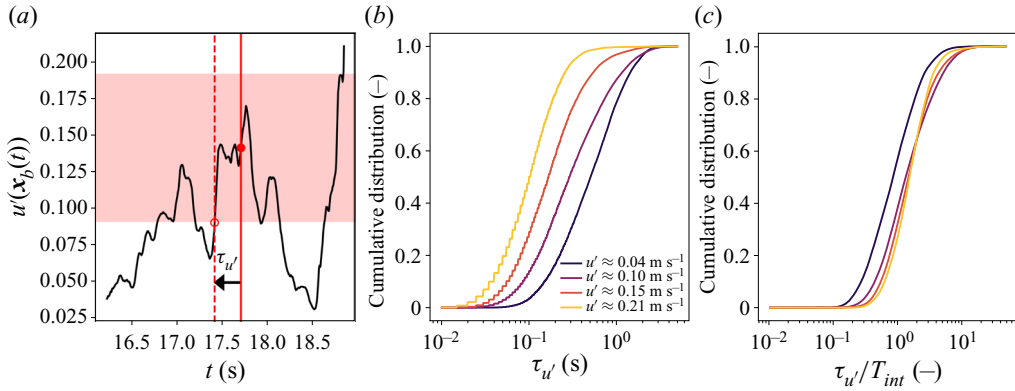 (a)
u′(x_b(t))
0.200
0.175
0.150
0.125
0.100
0.075
0.050
0.025
τ_u′
16.5 17.0 17.5 18.0 18.5
t (s)
(b)
Cumulative distribution (–)
1.0
0.8
0.6
0.4
0.2
0
u′ ≈ 0.04 m s⁻¹
u′ ≈ 0.10 m s⁻¹
u′ ≈ 0.15 m s⁻¹
u′ ≈ 0.21 m s⁻¹
10⁻² 10⁻¹ 10⁰
τ_u′ (s)
(c)
Cumulative distribution (–)
1.0
0.8
0.6
0.4
0.2
0
10⁻² 10⁻¹ 10⁰ 10¹
τ_u′/T_int (–)